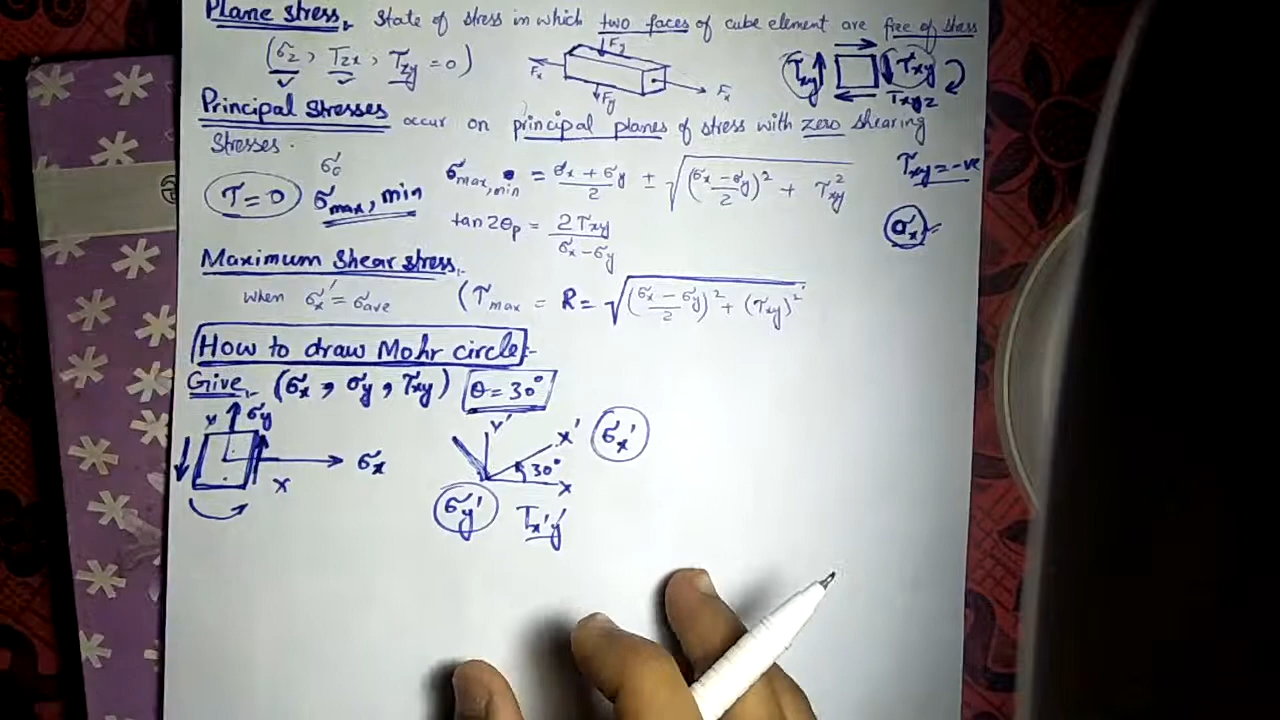 Plane stress, State of stress in which two faces of cube element are free of stress
(σz, τzx, τzy = 0)
Fy
Fx
Fy
Fx
τxy
τxy
τxyz
Principal Stresses occur on principal planes of stress with zero shearing
Stresses.
τxy = -ve
τ=0 σmax, min
σmax,min = σx + σy / 2 ± √(σx - σy / 2)² + τxy²
σx
tan2θp = 2τxy / σx - σy
Maximum Shear stress,
when σx' = σave (τmax = R = √(σx - σy / 2)² + (τxy)²
How to draw Mohr circle:-
Give, (σx, σy, τxy) θ = 30°
Y σy
σx
X
Y' X' σx'
30°
X
σy' τx'y'